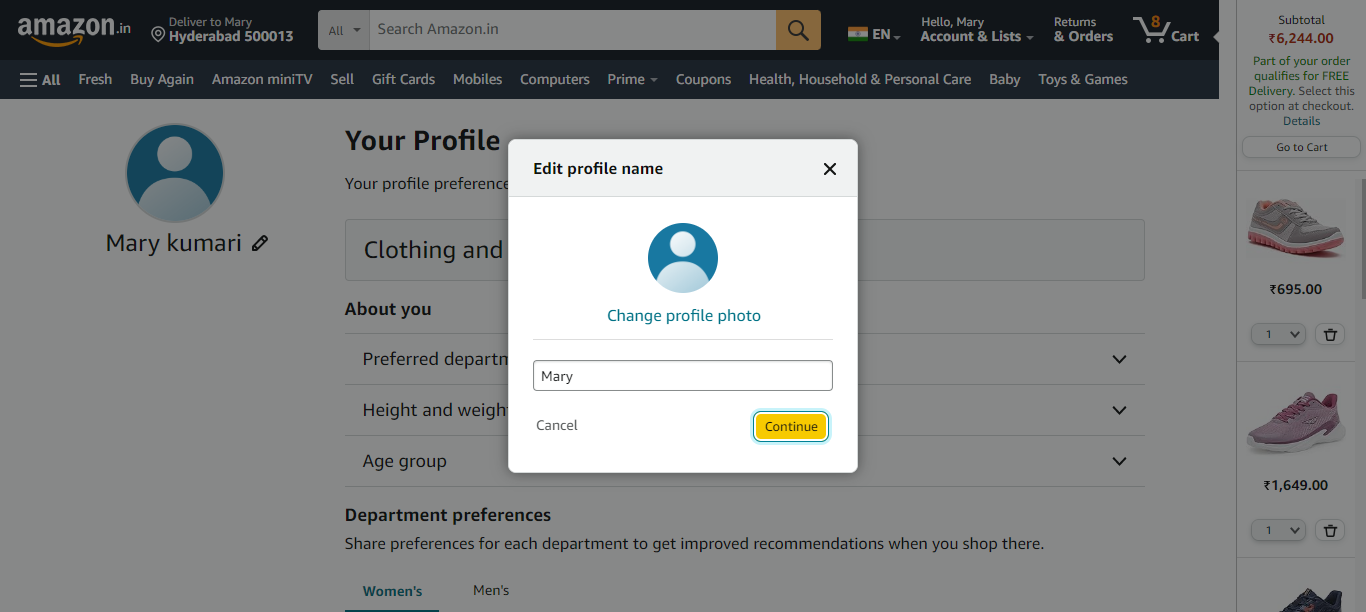 amazon.in
Deliver to Mary
Hyderabad 500013
All
Search Amazon.in
EN
Hello, Mary
Account & Lists
Returns
& Orders
8
Cart
All Fresh Buy Again Amazon miniTV Sell Gift Cards Mobiles Computers Prime Coupons Health, Household & Personal Care Baby Toys & Games
Subtotal
₹6,244.00
Part of your order
qualifies for FREE
Delivery. Select this
option at checkout.
Details
Go to Cart
₹695.00
1
₹1,649.00
1
Mary kumari
Your Profile
Your profile preference
Clothing and
About you
Preferred departm
Height and weigh
Age group
Department preferences
Share preferences for each department to get improved recommendations when you shop there.
Women's Men's
Edit profile name
Change profile photo
Mary
Cancel Continue